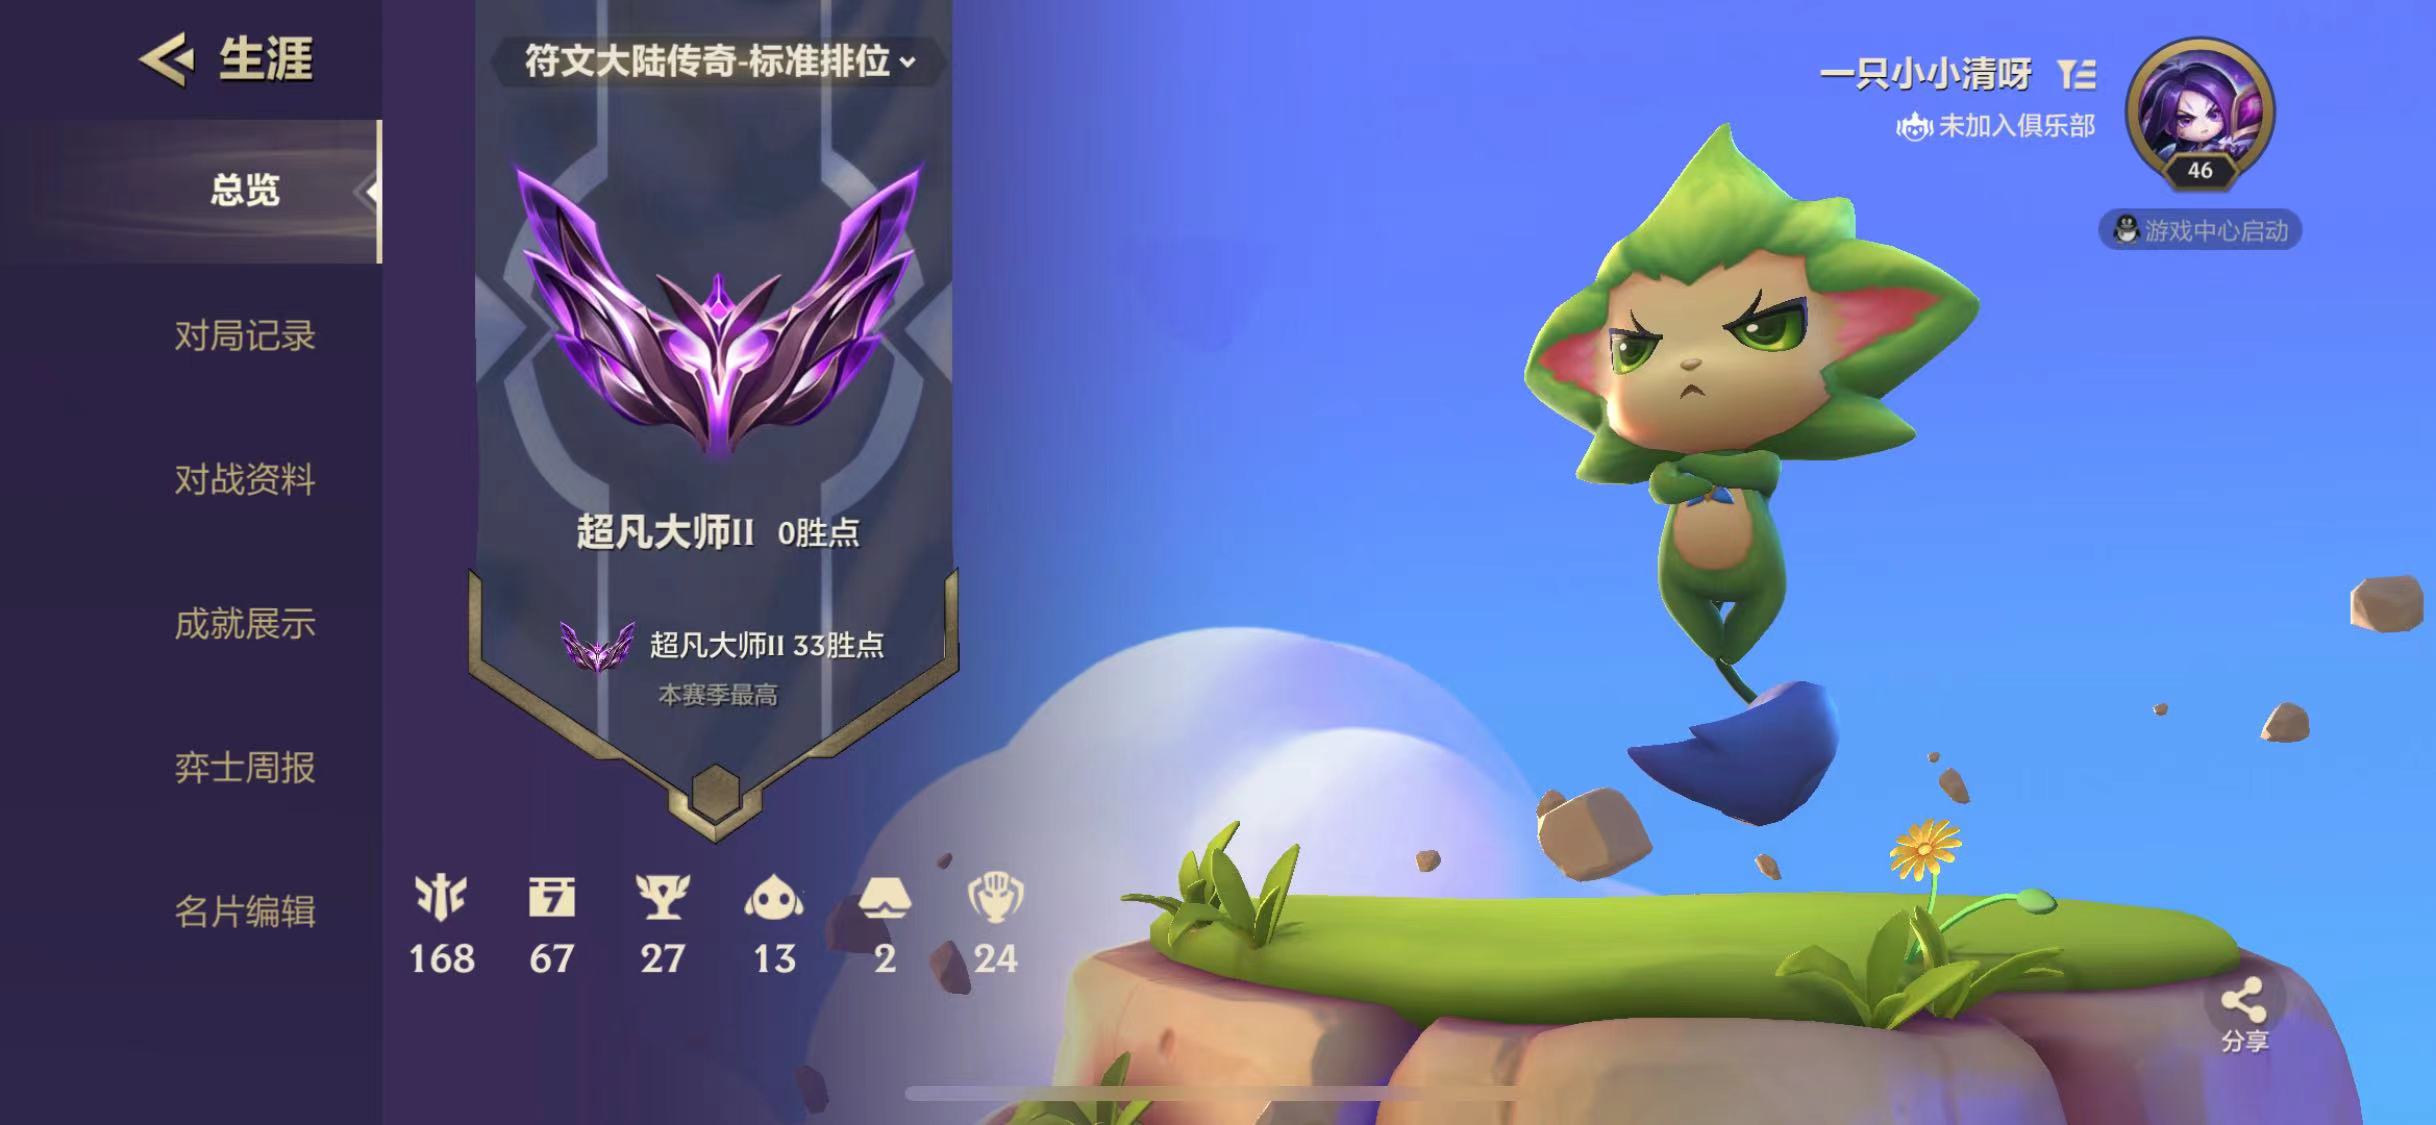 生涯
总览
对局记录
对战资料
成就展示
弈士周报
名片编辑
符文大陆传奇-标准排位
超凡大师II 0胜点
超凡大师II 33胜点
本赛季最高
168 67 27 13 2 24
一只小小清呀
未加入俱乐部
46
游戏中心启动
分享